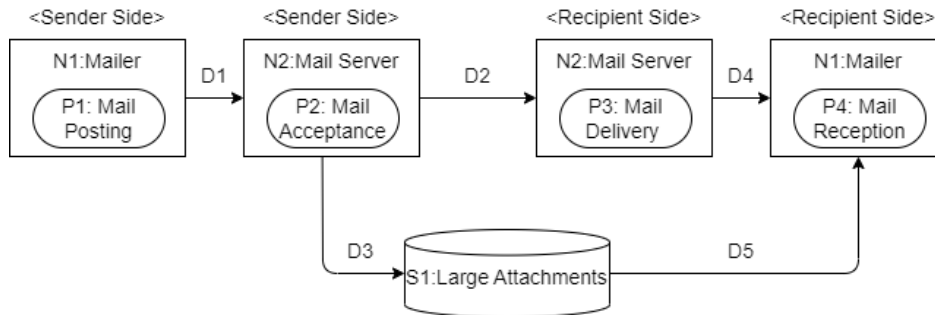 <Sender Side>
<Sender Side>
<Recipient Side>
<Recipient Side>
N1:Mailer
D1
N2:Mail Server
D2
N2:Mail Server
D4
N1:Mailer
P1: Mail
Posting
P2: Mail
Acceptance
P3: Mail
Delivery
P4: Mail
Reception
D3
D5
S1:Large Attachments